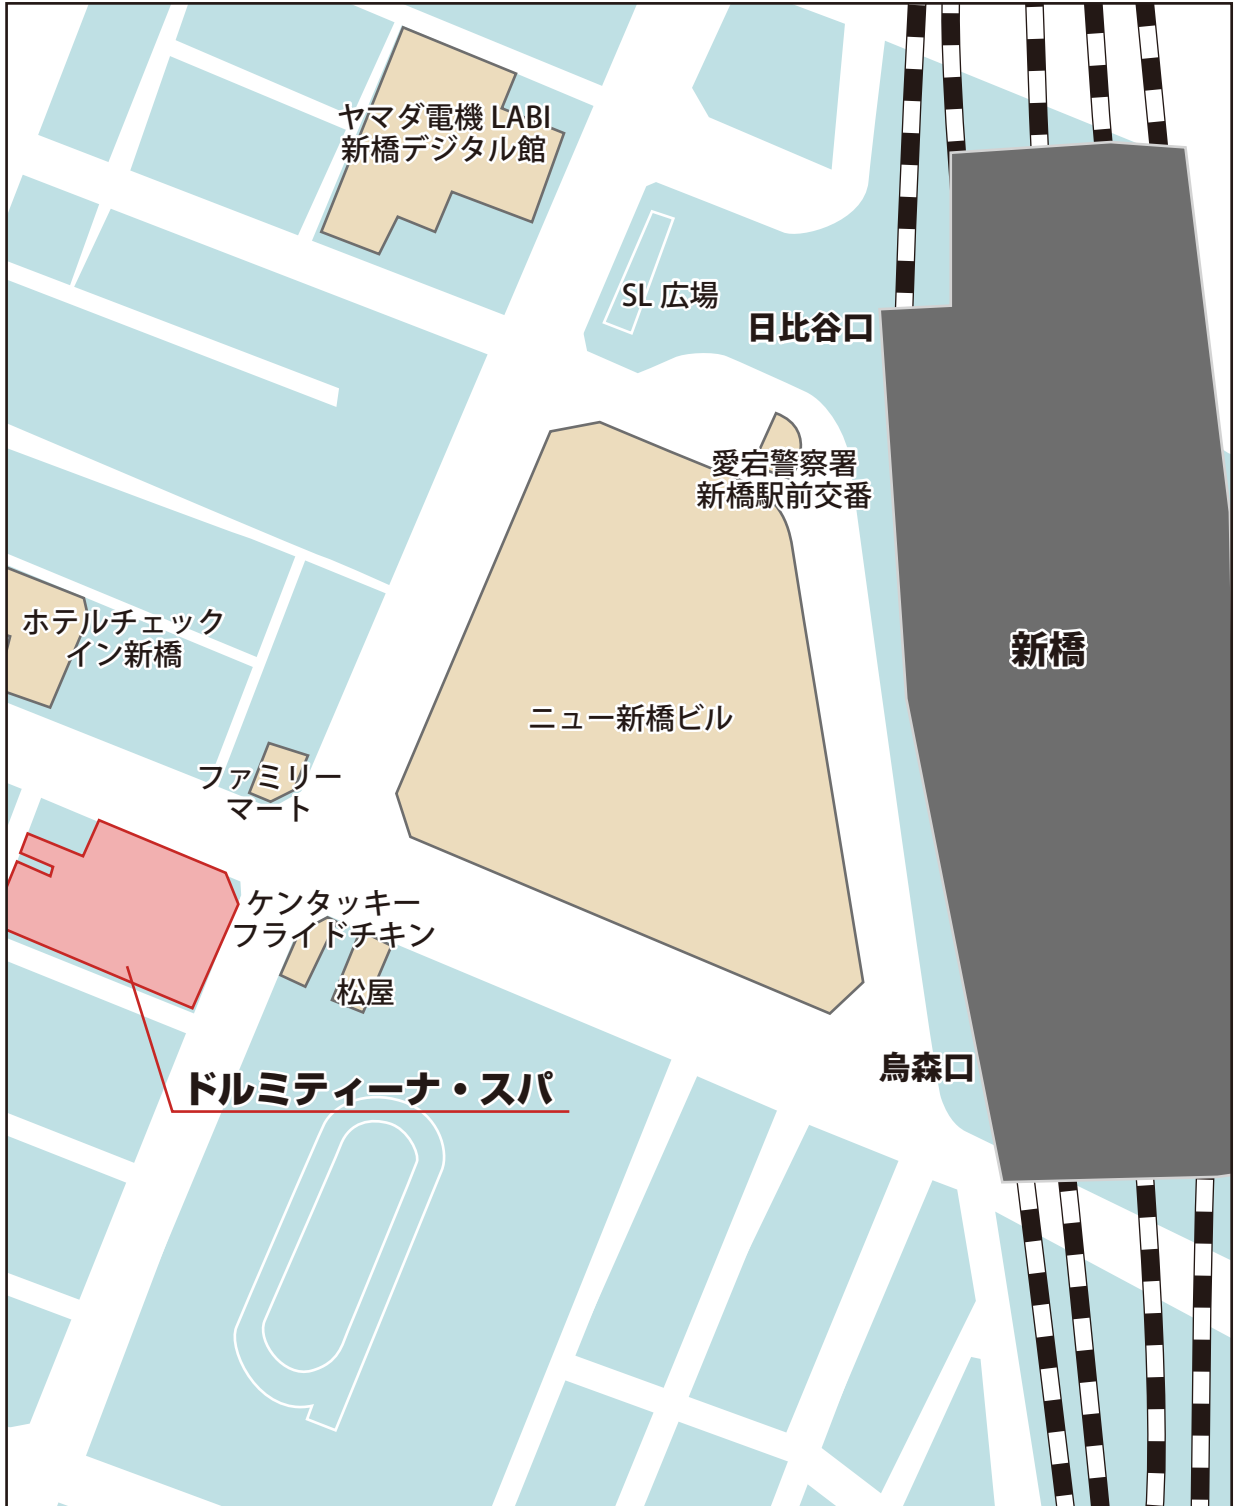 ヤマダ電機 LABI
新橋デジタル館
SL 広場
日比谷口
愛宕警察署
新橋駅前交番
ホテルチェック
イン新橋
新橋
ニュー新橋ビル
ファミリー
マート
ケンタッキー
フライドチキン
松屋
烏森口
ドルミティーナ・スパ